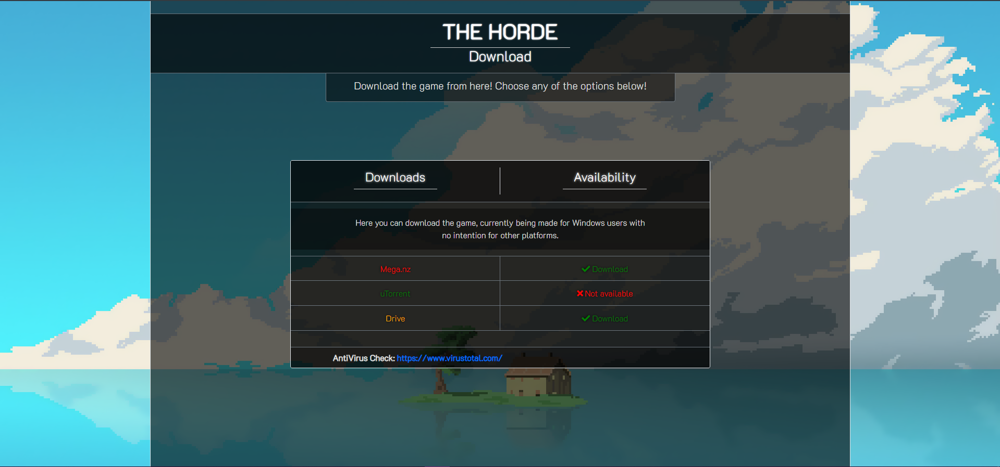 THE HORDE
Download
Download the game from here! Choose any of the options below!
Downloads
Availability
Here you can download the game, currently being made for Windows users with
no intention for other platforms.
Mega.nz
Download
uTorrent
Not available
Drive
Download
AntiVirus Check: https://www.virustotal.com/